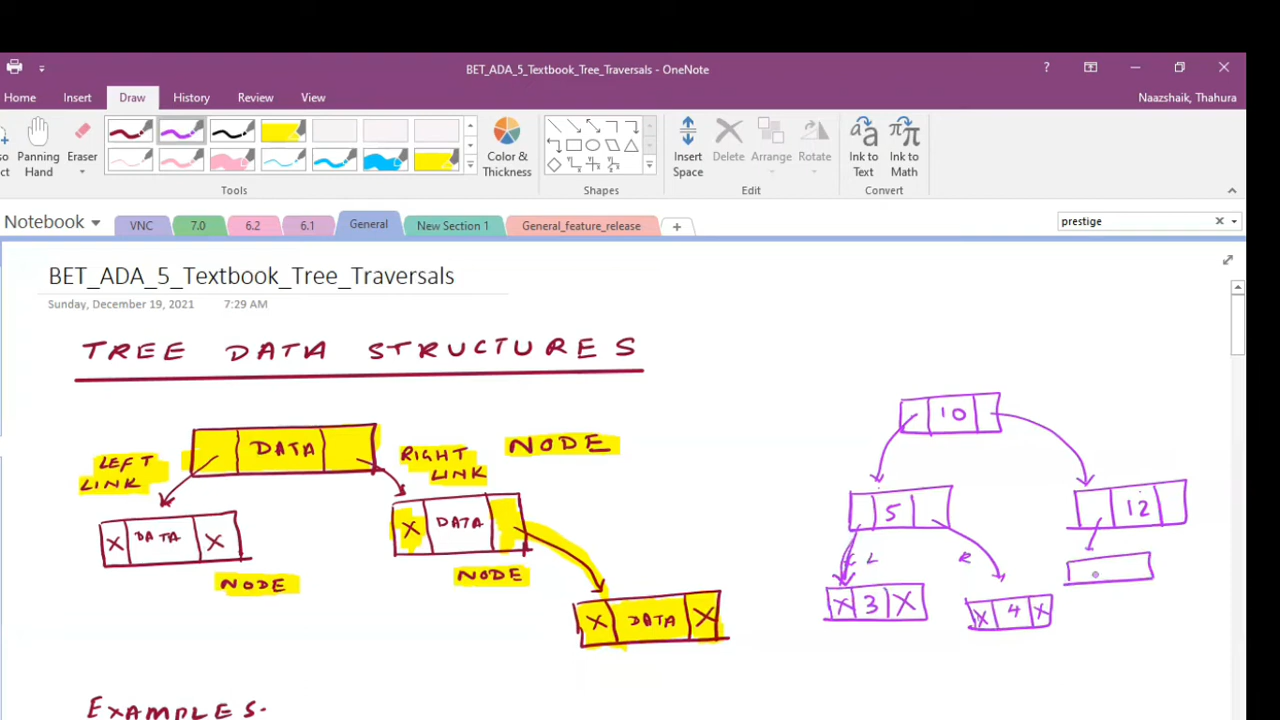 BET_ADA_5_Textbook_Tree_Traversals - OneNote
?
Home Insert Draw History Review View
Naazshaik, Thahura
Panning Hand
Eraser
Color & Thickness
Insert Space
Delete
Arrange
Rotate
Ink to Text
Ink to Math
Tools
Shapes
Edit
Convert
Notebook
VNC 7.0 6.2 6.1 General New Section 1 General_feature_release +
prestige
BET_ADA_5_Textbook_Tree_Traversals
Sunday, December 19, 2021 7:29 AM
TREE DATA STRUCTURES
LEFT LINK
DATA
RIGHT LINK
NODE
X DATA X
NODE
X DATA
NODE
X DATA X
10
5
12
L R
X 3 X
X 4 X
EXAMPLES.